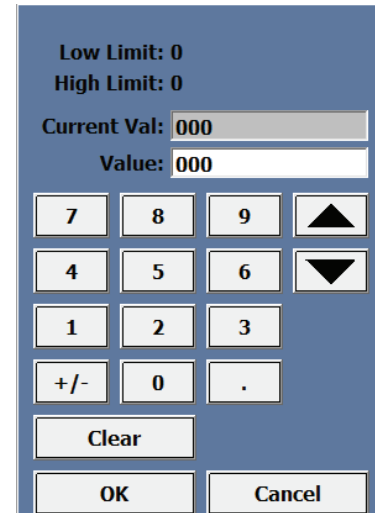 Low Limit: 0
High Limit: 0
Current Val: 000
Value: 000
7 8 9
4 5 6
1 2 3
+/- 0 .
Clear
OK Cancel